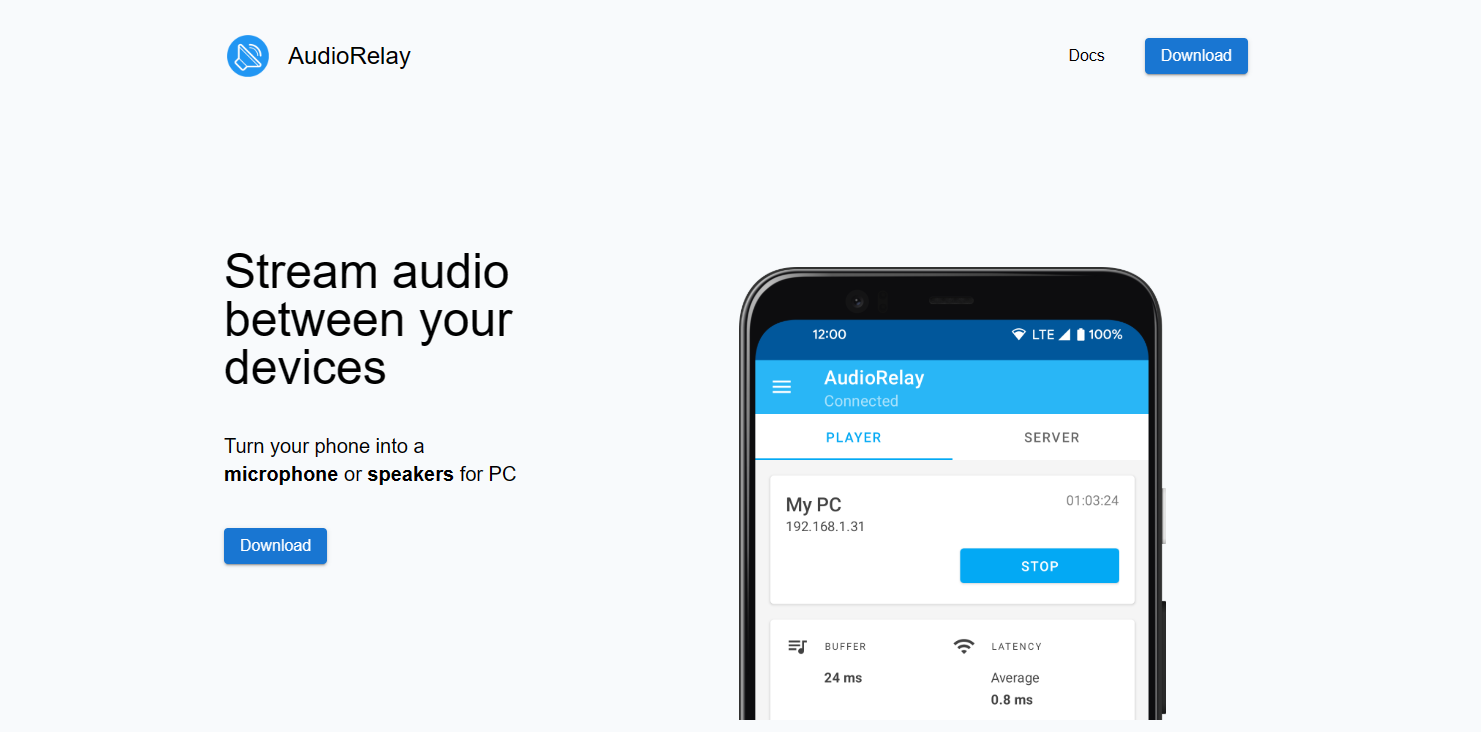 AudioRelay
Docs
Download
Stream audio
between your
devices
Turn your phone into a
microphone or speakers for PC
Download
12:00
LTE
100%
AudioRelay
Connected
PLAYER
SERVER
My PC
01:03:24
192.168.1.31
STOP
BUFFER
LATENCY
24 ms
Average
0.8 ms